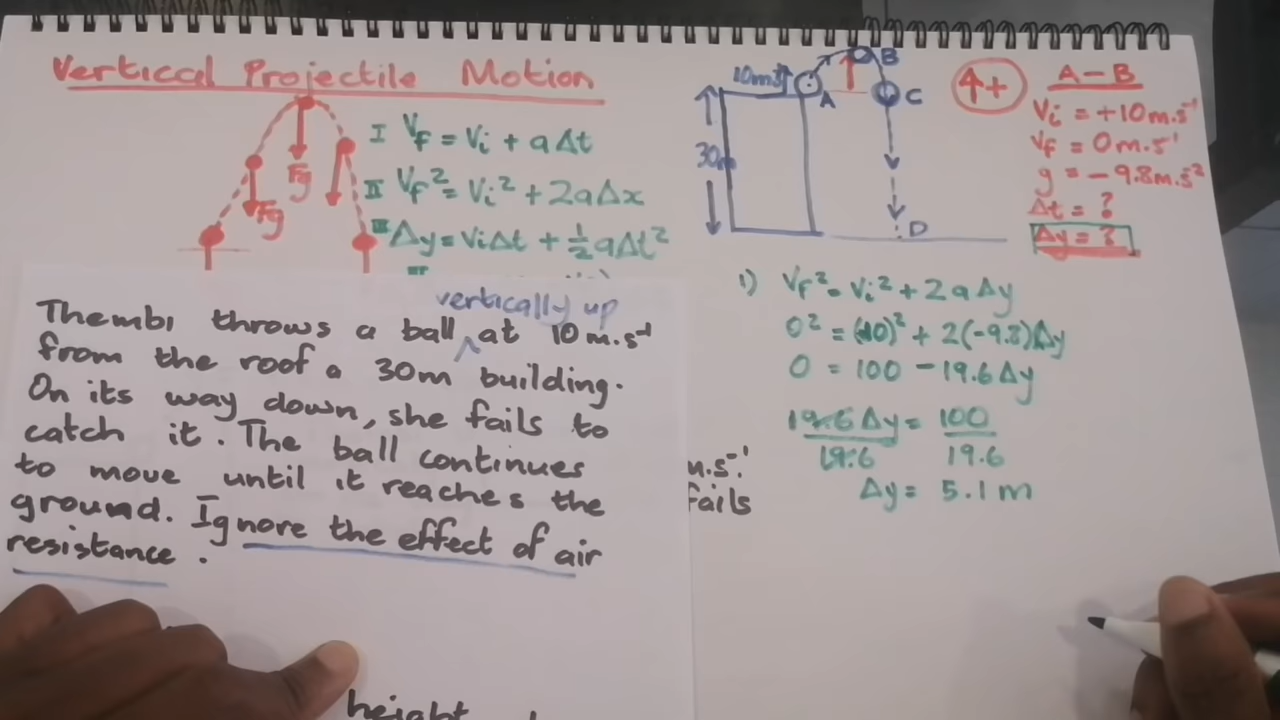 Vertical Projectile Motion
I Vf = Vi + aΔt
II Vf² = Vi² + 2aΔx
III Δy = ViΔt + ½aΔt²
Fg
Fg
10m.s⁻¹
A
B
C
D
30m
4+
A-B
Vi = +10m.s⁻¹
Vf = 0m.s⁻¹
g = -9.8m.s⁻²
Δt = ?
Δy = ?
vertically up
Thembi throws a ball ^ at 10m.s⁻¹
from the roof a 30m building.
On its way down, she fails to
catch it. The ball continues
to move until it reaches the
ground. Ignore the effect of air
resistance.
m.s⁻¹.
fails
height
1) Vf² = Vi² + 2aΔy
0² = (10)² + 2(-9.8)Δy
0 = 100 - 19.6Δy
19.6Δy = 100
19.6 19.6
Δy = 5.1m